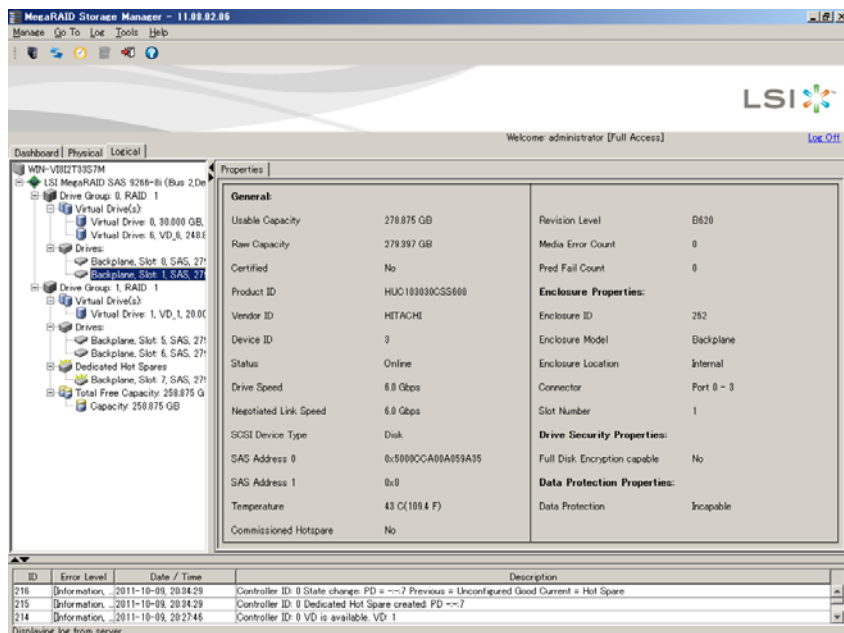 MegaRAID Storage Manager - 11.08.02.06
Manage Go To Log Tools Help
LSI
Welcome: administrator [Full Access] Log Off
Dashboard Physical Logical
LSI MegaRAID SAS 9266-8i (Bus 2,De
Drive Group: 0, RAID 1
Virtual Drive(s):
Virtual Drive: 0, 30.000 GB,
Virtual Drive: 6, VD_6, 248.8
Drives:
Backplane, Slot: 0, SAS, 27
Backplane, Slot: 1, SAS, 27
Drive Group: 1, RAID 1
Virtual Drive(s):
Virtual Drive: 1, VD_1, 20.00
Drives:
Backplane, Slot: 5, SAS, 27
Backplane, Slot: 6, SAS, 27
Dedicated Hot Spares
Backplane, Slot: 7, SAS, 27
Total Free Capacity: 258.875 G
Capacity: 258.875 GB
Properties
General:
Usable Capacity 278.875 GB
Raw Capacity 279.397 GB
Certified No
Product ID HUC103030CSS600
Vendor ID HITACHI
Device ID 3
Status Online
Drive Speed 6.0 Gbps
Negotiated Link Speed 6.0 Gbps
SCSI Device Type Disk
SAS Address 0 0x5000CCA00A059A35
SAS Address 1 0x0
Temperature 43 C(109.4 F)
Commissioned Hotspare No
Revision Level B620
Media Error Count 0
Pred Fail Count 0
Enclosure Properties:
Enclosure ID 252
Enclosure Model Backplane
Enclosure Location Internal
Connector Port 0 - 3
Slot Number 1
Drive Security Properties:
Full Disk Encryption capable No
Data Protection Properties:
Data Protection Incapable
ID Error Level Date / Time Description
216 [Information, ... 2011-10-09, 20:34:29 Controller ID: 0 State change: PD = -:-:7 Previous = Unconfigured Good Current = Hot Spare
215 [Information, ... 2011-10-09, 20:34:29 Controller ID: 0 Dedicated Hot Spare created: PD -:-:7
214 [Information, ... 2011-10-09, 20:27:46 Controller ID: 0 VD is available. VD: 1
Displaying log from server